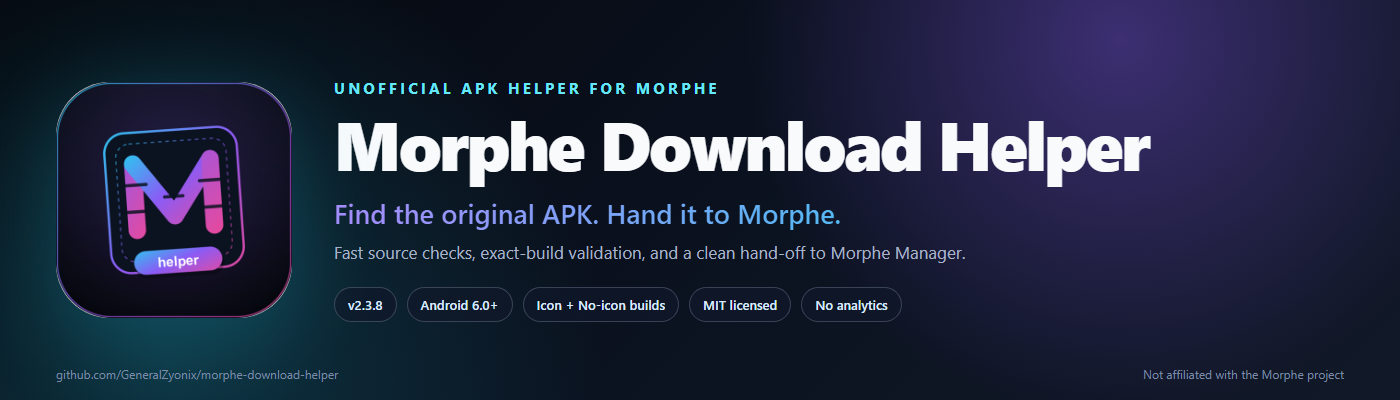 UNOFFICIAL APK HELPER FOR MORPHE
Morphe Download Helper
Find the original APK. Hand it to Morphe.
Fast source checks, exact-build validation, and a clean hand-off to Morphe Manager.
M
helper
v2.3.8
Android 6.0+
Icon + No-icon builds
MIT licensed
No analytics
github.com/GeneralZyonix/morphe-download-helper
Not affiliated with the Morphe project